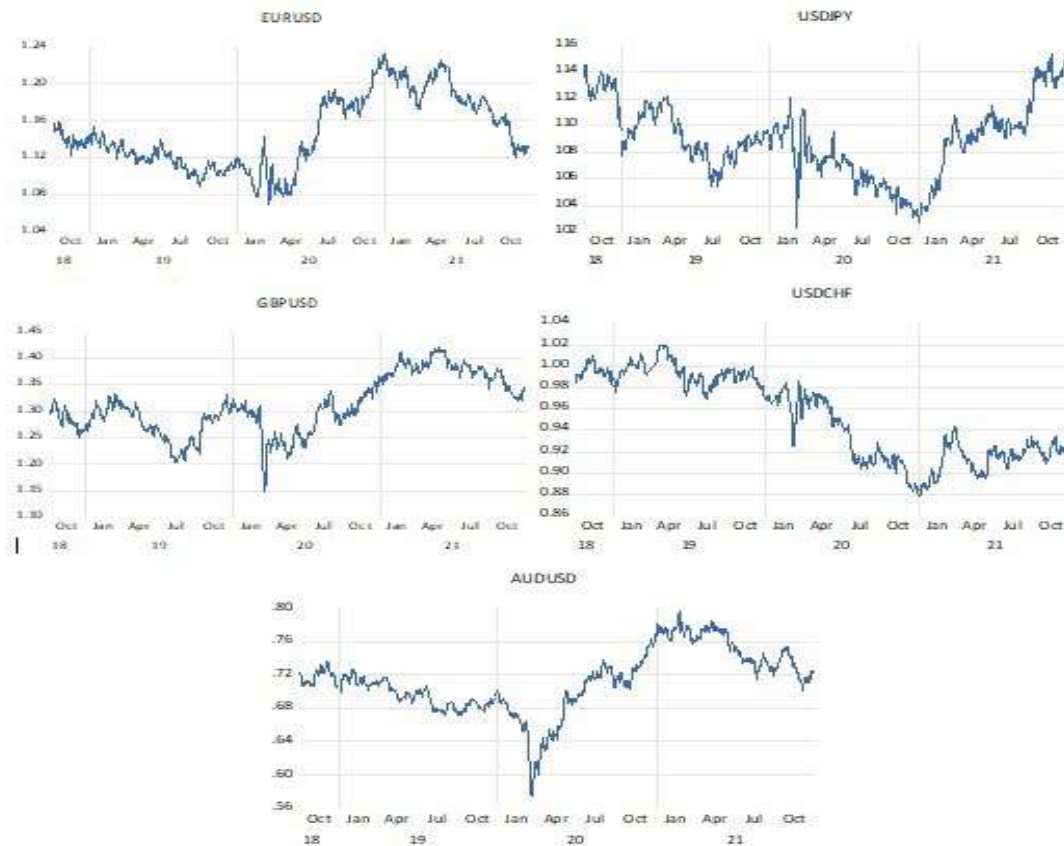 EURUSD
1.24
1.20
1.16
1.12
1.08
1.04
Oct Jan Apr Jul Oct Jan Apr Jul Oct Jan Apr Jul Oct
18 19 20 21
USDJPY
116
114
112
110
108
106
104
102
Oct Jan Apr Jul Oct Jan Apr Jul Oct Jan Apr Jul Oct
18 19 20 21
GBPUSD
1.45
1.40
1.35
1.30
1.25
1.20
1.15
1.10
Oct Jan Apr Jul Oct Jan Apr Jul Oct Jan Apr Jul Oct
18 19 20 21
USDCHF
1.04
1.02
1.00
0.98
0.96
0.94
0.92
0.90
0.88
0.86
Oct Jan Apr Jul Oct Jan Apr Jul Oct Jan Apr Jul Oct
18 19 20 21
AUDUSD
.80
.76
.72
.68
.64
.60
.56
Oct Jan Apr Jul Oct Jan Apr Jul Oct Jan Apr Jul Oct
18 19 20 21